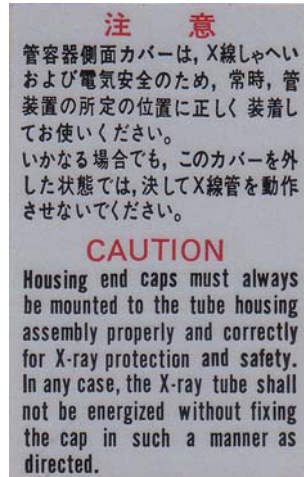 注 意
管容器側面カバーは, X線しゃへい
および電気安全のため, 常時, 管
装置の所定の位置に正しく 装着し
てお使いください。
いかなる場合でも, このカバーを外
した状態では, 決してX線管を動作
させないでください。
CAUTION
Housing end caps must always
be mounted to the tube housing
assembly properly and correctly
for X-ray protection and safety.
In any case, the X-ray tube shall
not be energized without fixing
the cap in such a manner as
directed.